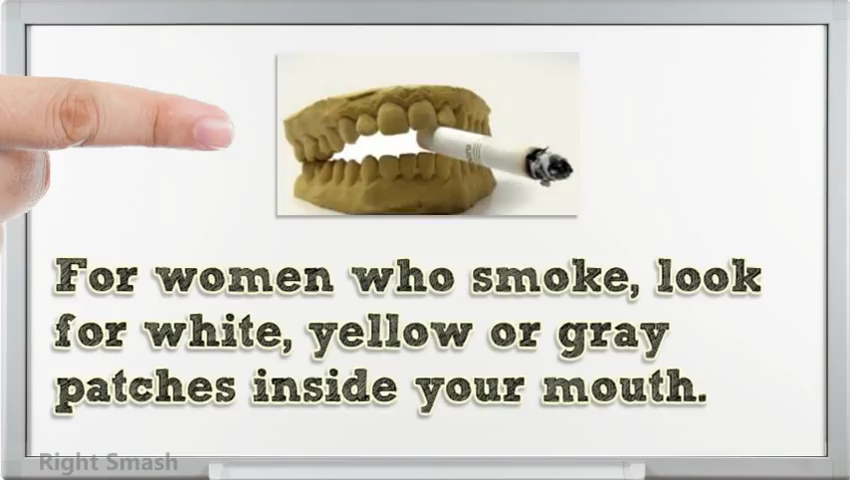 For women who smoke, look
for white, yellow or gray
patches inside your mouth.
Right Smash